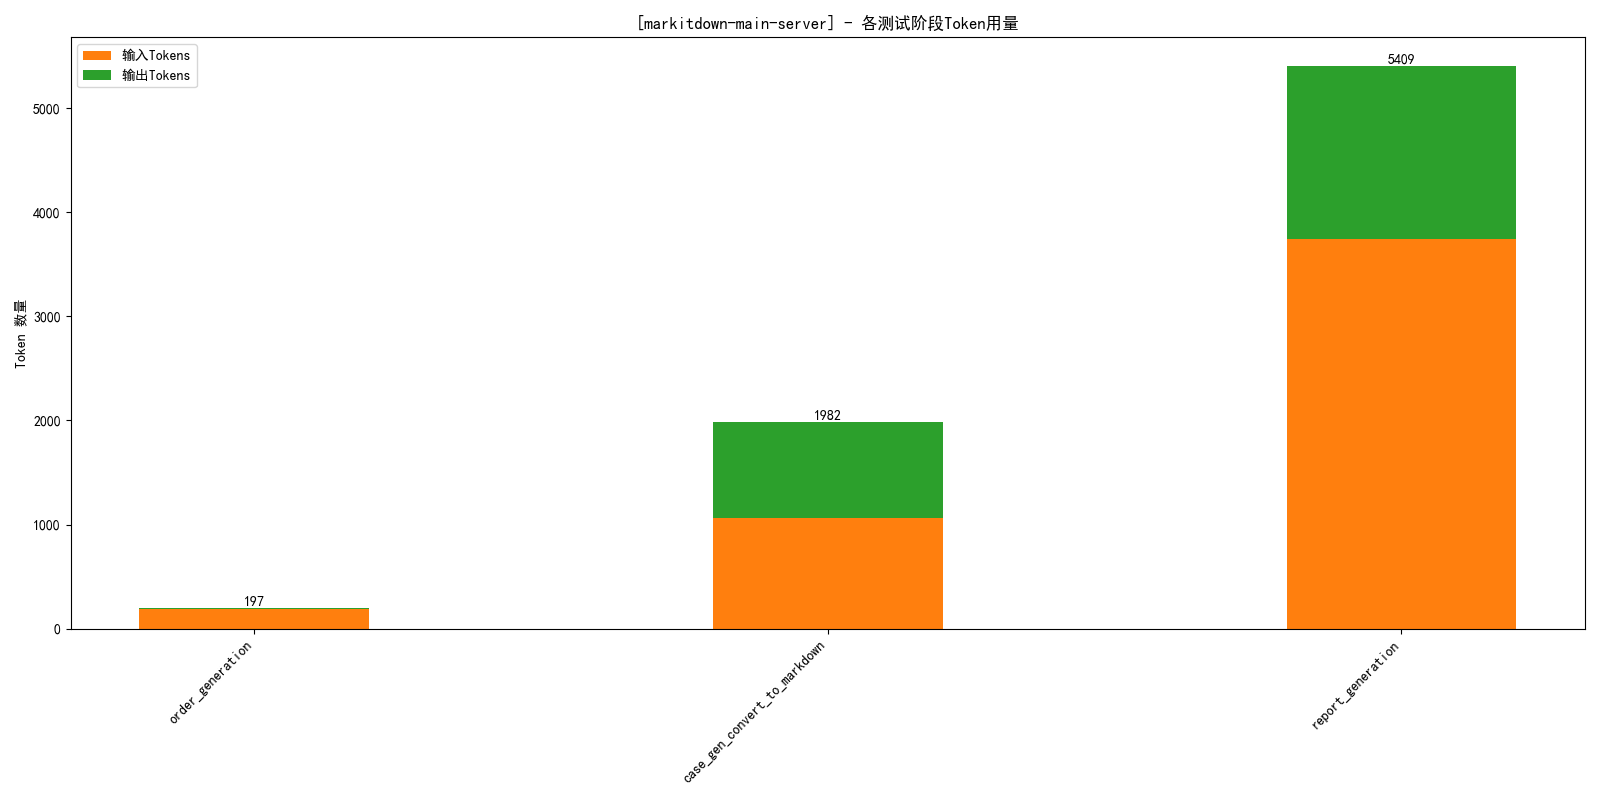 [markitdown-main-server] - 各测试阶段Token用量
输入Tokens
输出Tokens
Token 数量
5000
4000
3000
2000
1000
0
197
1982
5409
order_generation
case_gen_convert_to_markdown
report_generation